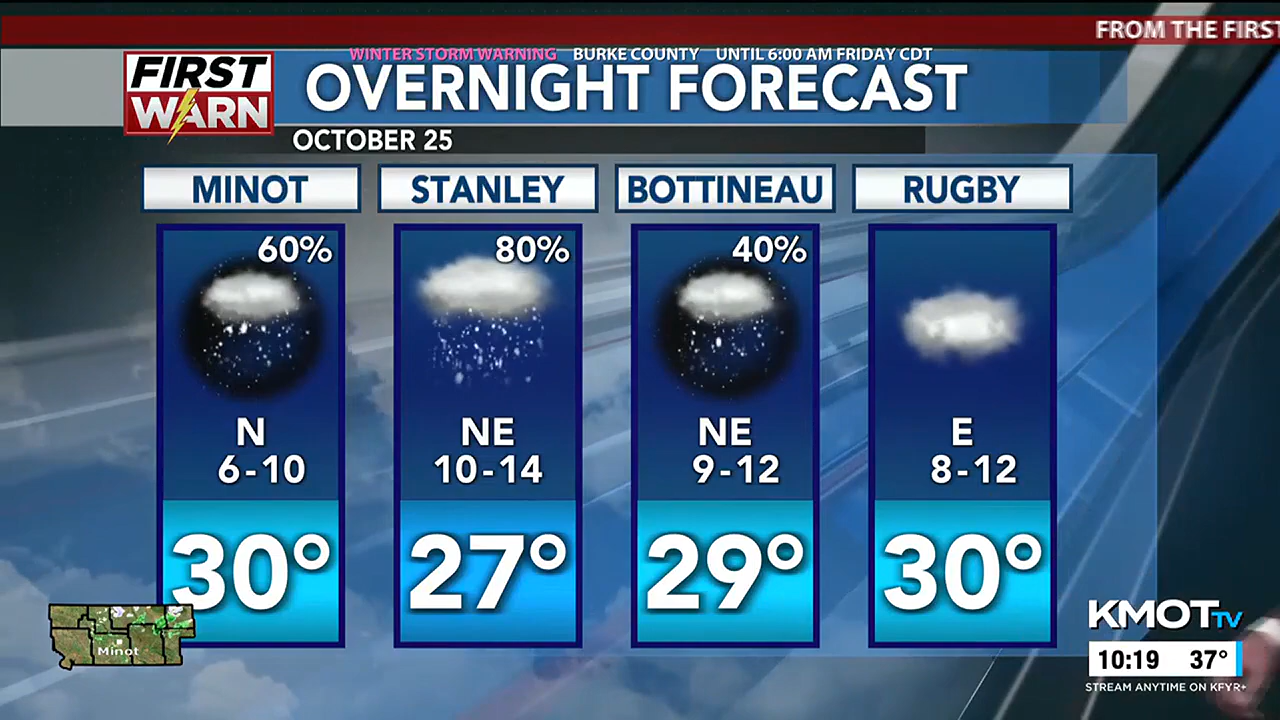 FROM THE FIRST
WINTER STORM WARNING BURKE COUNTY UNTIL 6:00 AM FRIDAY CDT
FIRST
WARN
OVERNIGHT FORECAST
OCTOBER 25
MINOT STANLEY BOTTINEAU RUGBY
60% 80% 40%
N NE NE E
6-10 10-14 9-12 8-12
30° 27° 29° 30°
Minot
KMOT TV
10:19 37°
STREAM ANYTIME ON KFYR+